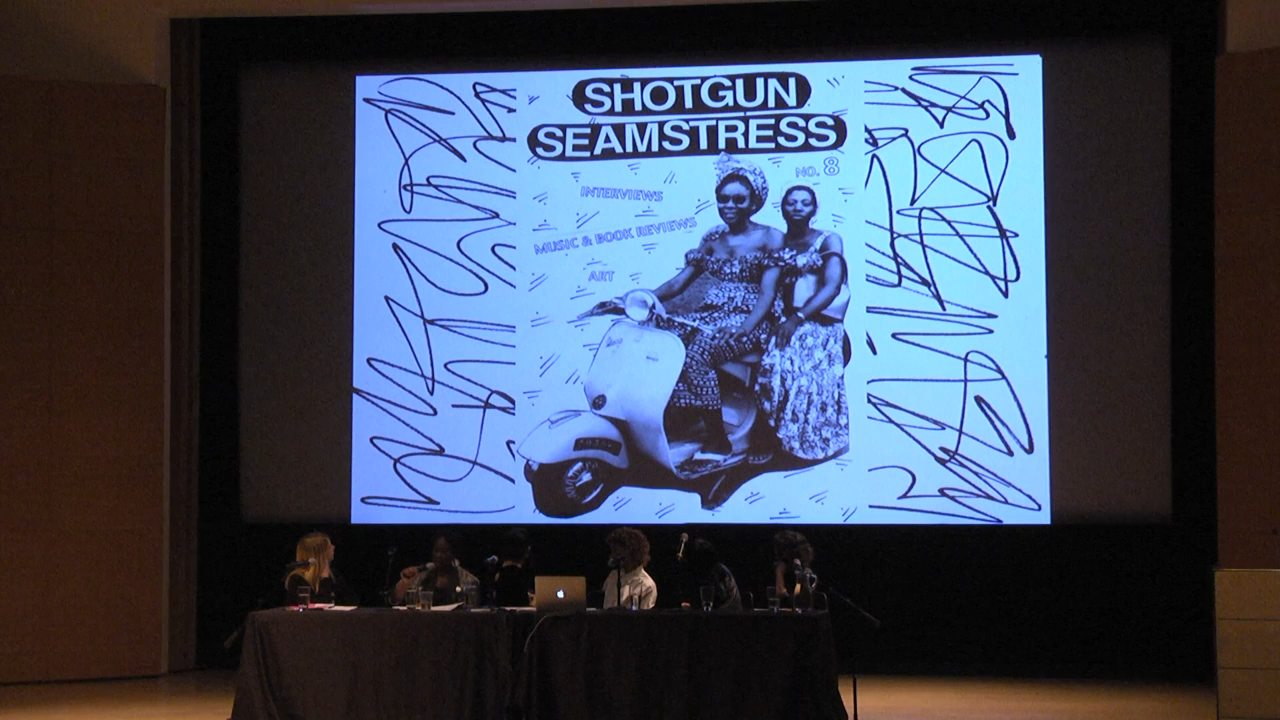 SHOTGUN
SEAMSTRESS
NO. 8
INTERVIEWS
MUSIC & BOOK REVIEWS
ART